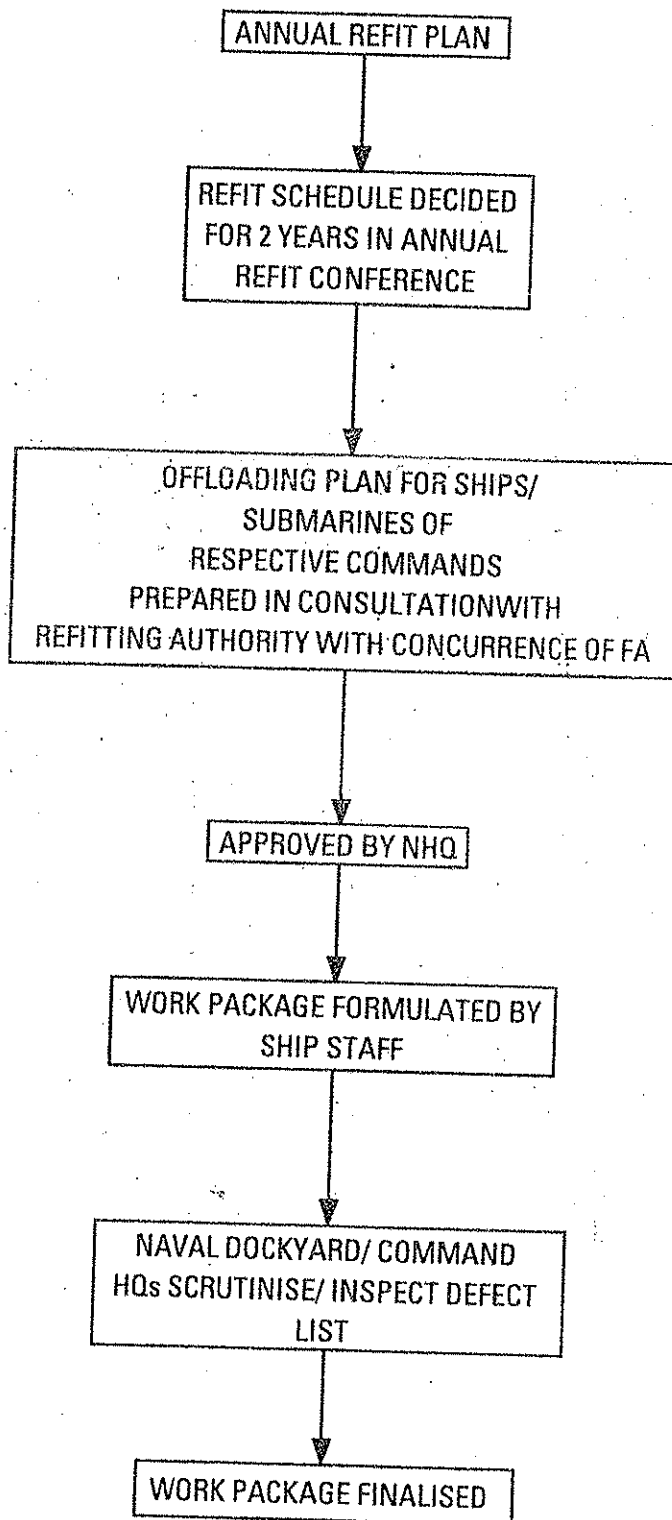 ANNUAL REFIT PLAN
REFIT SCHEDULE DECIDED
FOR 2 YEARS IN ANNUAL
REFIT CONFERENCE
OFFLOADING PLAN FOR SHIPS/
SUBMARINES OF
RESPECTIVE COMMANDS
PREPARED IN CONSULTATIONWITH
REFITTING AUTHORITY WITH CONCURRENCE OF FA
APPROVED BY NHQ
WORK PACKAGE FORMULATED BY
SHIP STAFF
NAVAL DOCKYARD/ COMMAND
HQs SCRUTINISE/ INSPECT DEFECT
LIST
WORK PACKAGE FINALISED